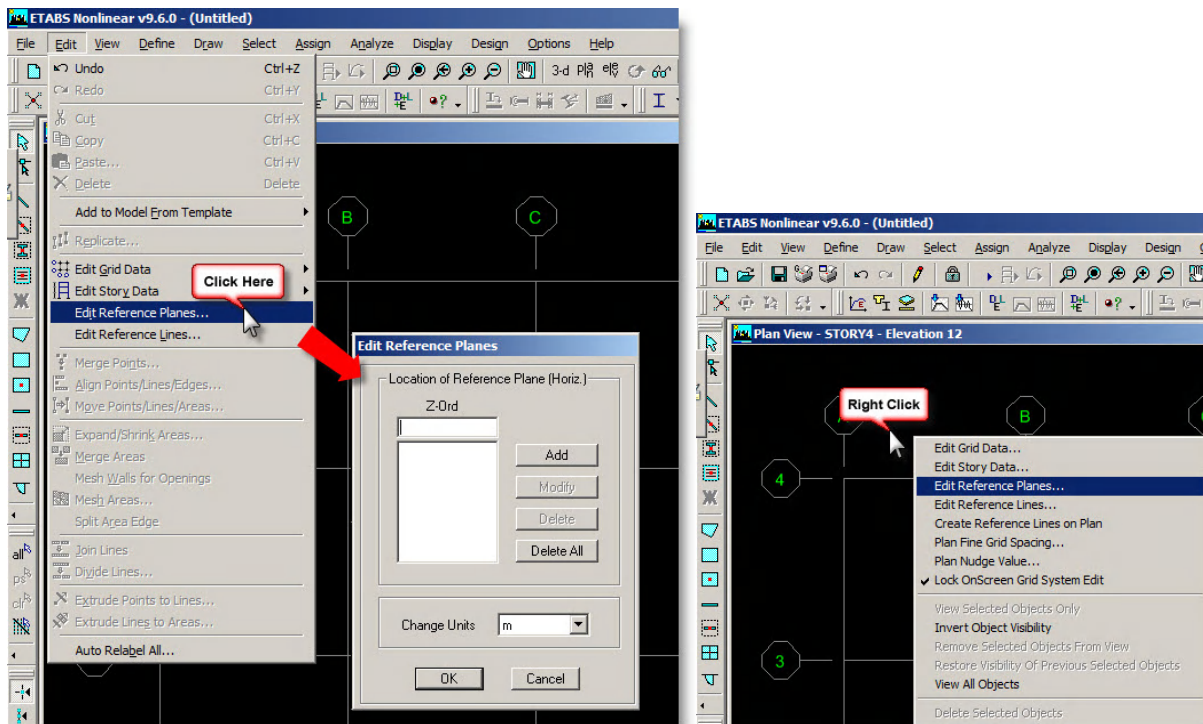 ETABS Nonlinear v9.6.0 - (Untitled)
File Edit View Define Draw Select Assign Analyze Display Design Options Help
Undo Ctrl+Z
Redo Ctrl+Y
Cut Ctrl+X
Copy Ctrl+C
Paste... Ctrl+V
Delete Delete
Add to Model From Template
Replicate...
Edit Grid Data
Edit Story Data
Edit Reference Planes...
Edit Reference Lines...
Merge Points...
Align Points/Lines/Edges...
Move Points/Lines/Areas...
Expand/Shrink Areas...
Merge Areas
Mesh Walls for Openings
Mesh Areas...
Split Area Edge
Join Lines
Divide Lines...
Extrude Points to Lines...
Extrude Lines to Areas...
Auto Relabel All...
3-d
all
ps
clr
B
C
Click Here
Edit Reference Planes
Location of Reference Plane (Horiz.)
Z-Ord
Add
Modify
Delete
Delete All
Change Units m
OK Cancel
ETABS Nonlinear v9.6.0 - (Untitled)
File Edit View Define Draw Select Assign Analyze Display Design
Plan View - STORY4 - Elevation 12
Right Click
B
4
3
Edit Grid Data...
Edit Story Data...
Edit Reference Planes...
Edit Reference Lines...
Create Reference Lines on Plan
Plan Fine Grid Spacing...
Plan Nudge Value...
Lock OnScreen Grid System Edit
View Selected Objects Only
Invert Object Visibility
Remove Selected Objects From View
Restore Visibility Of Previous Selected Objects
View All Objects
Delete Selected Objects